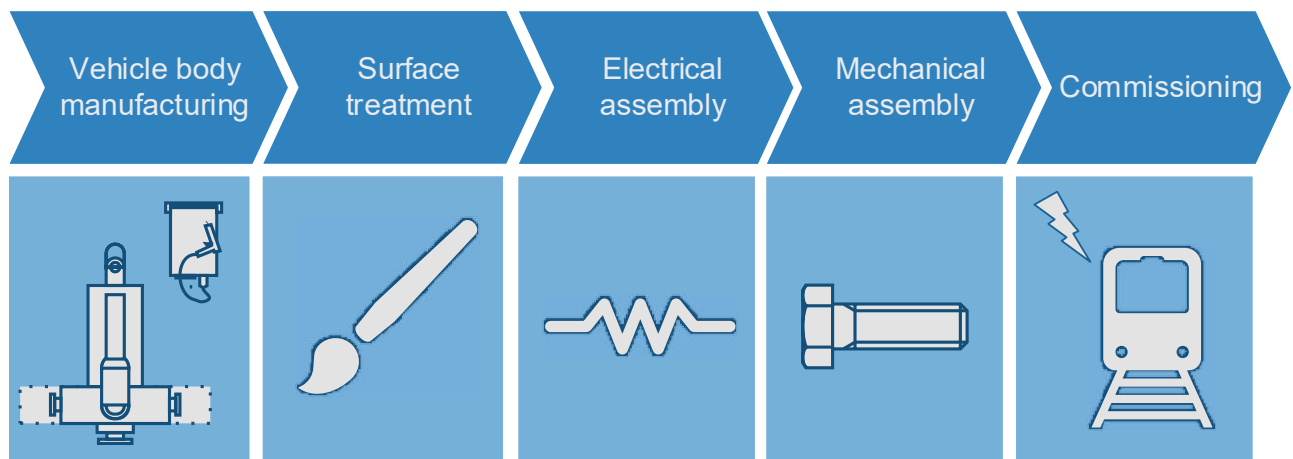 Vehicle body
manufacturing
Surface
treatment
Electrical
assembly
Mechanical
assembly
Commissioning